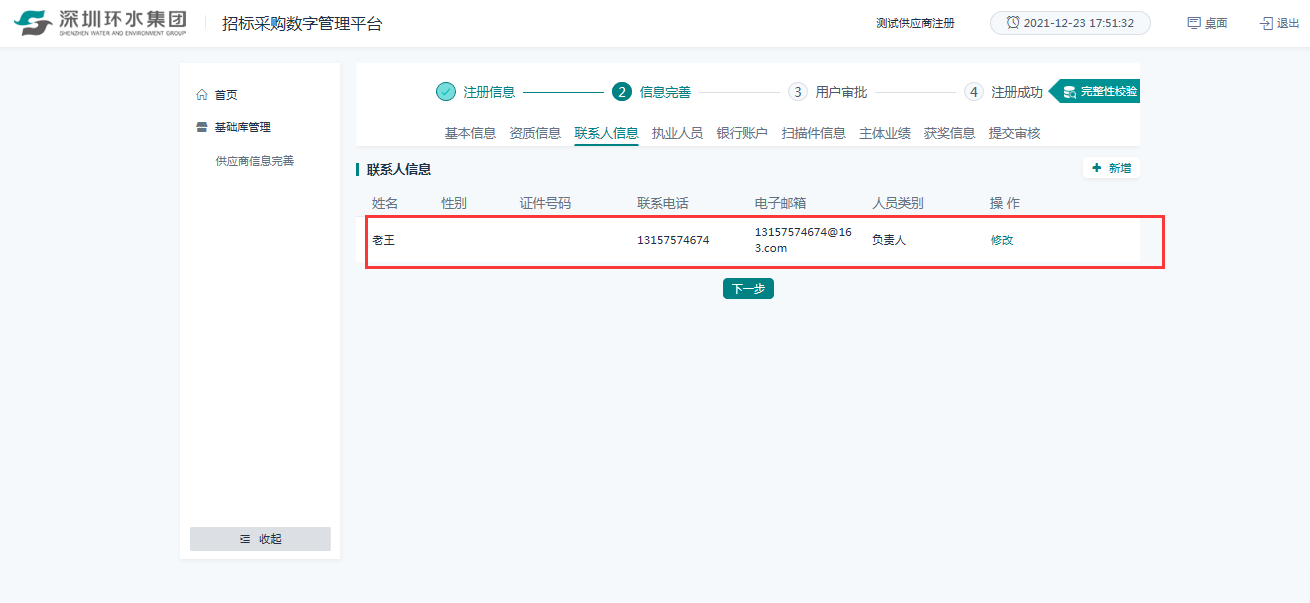 深圳环水集团
SHENZHEN WATER AND ENVIRONMENT GROUP
招标采购数字管理平台
测试供应商注册
2021-12-23 17:51:32
桌面
退出
首页
基础库管理
供应商信息完善
收起
注册信息
2 信息完善
3 用户审批
4 注册成功
完整性校验
基本信息 资质信息 联系人信息 执业人员 银行账户 扫描件信息 主体业绩 获奖信息 提交审核
联系人信息
新增
姓名 性别 证件号码 联系电话 电子邮箱 人员类别 操 作
老王 13157574674 13157574674@16
3.com 负责人 修改
下一步